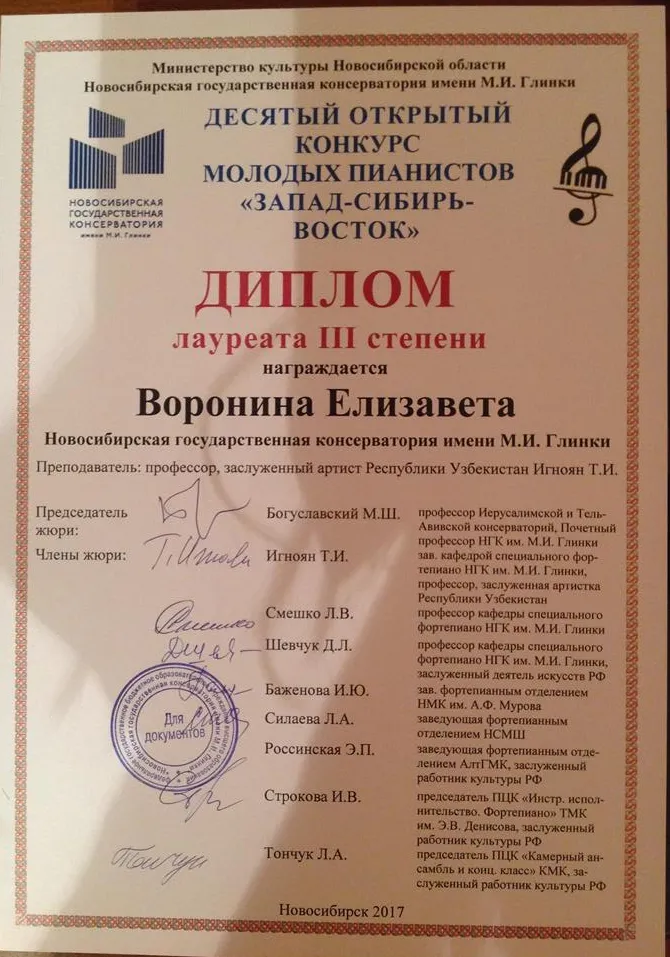 Министерство культуры Новосибирской области
Новосибирская государственная консерватория имени М.И. Глинки
ДЕСЯТЫЙ ОТКРЫТЫЙ
КОНКУРС
МОЛОДЫХ ПИАНИСТОВ
«ЗАПАД-СИБИРЬ-
ВОСТОК»
НОВОСИБИРСКАЯ
ГОСУДАРСТВЕННАЯ
КОНСЕРВАТОРИЯ
имени М.И. Глинки
ДИПЛОМ
лауреата III степени
награждается
Воронина Елизавета
Новосибирская государственная консерватория имени М.И. Глинки
Преподаватель: профессор, заслуженный артист Республики Узбекистан Игноян Т.И.
Председатель
жюри:
Богуславский М.Ш.
профессор Иерусалимской и Тель-
Авивской консерваторий, Почетный
профессор НГК им. М.И. Глинки
Члены жюри:
Игноян Т.И.
зав. кафедрой специального фор-
тепиано НГК им. М.И. Глинки,
профессор, заслуженная артистка
Республики Узбекистан
Смешко Л.В.
профессор кафедры специального
фортепиано НГК им. М.И. Глинки
Шевчук Д.Л.
профессор кафедры специального
фортепиано НГК им. М.И. Глинки,
заслуженный деятель искусств РФ
Баженова И.Ю.
зав. фортепианным отделением
НМК им. А.Ф. Мурова
Силаева Л.А.
заведующая фортепианным
отделением НСМШ
Россинская Э.П.
заведующая фортепианным отде-
лением АлтГМК, заслуженный
работник культуры РФ
Строкова И.В.
председатель ПЦК «Инстр. испол-
нительство. Фортепиано» ТМК
им. Э.В. Денисова, заслуженный
работник культуры РФ
Тончук Л.А.
председатель ПЦК «Камерный ан-
самбль и конц. класс» КМК, за-
служенный работник культуры РФ
Для
документов
Новосибирск 2017